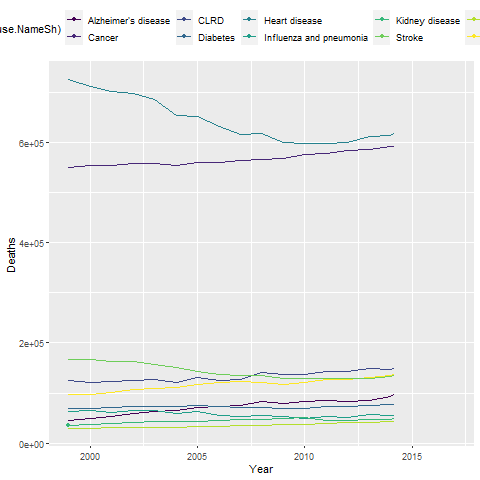 use.NameSh)
Alzheimer's disease
CLRD
Heart disease
Kidney disease
Cancer
Diabetes
Influenza and pneumonia
Stroke
6e+05
4e+05
2e+05
0e+00
Deaths
2000
2005
2010
2015
Year